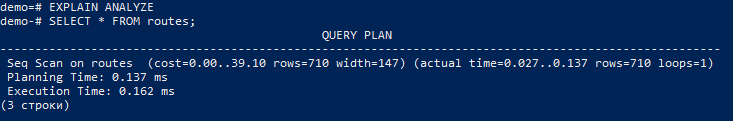 demo=# EXPLAIN ANALYZE
demo-# SELECT * FROM routes;
QUERY PLAN
------------------------------------------------------------------------------------------------------
Seq Scan on routes  (cost=0.00..39.10 rows=710 width=147) (actual time=0.027..0.137 rows=710 loops=1)
Planning Time: 0.137 ms
Execution Time: 0.162 ms
(3 строки)